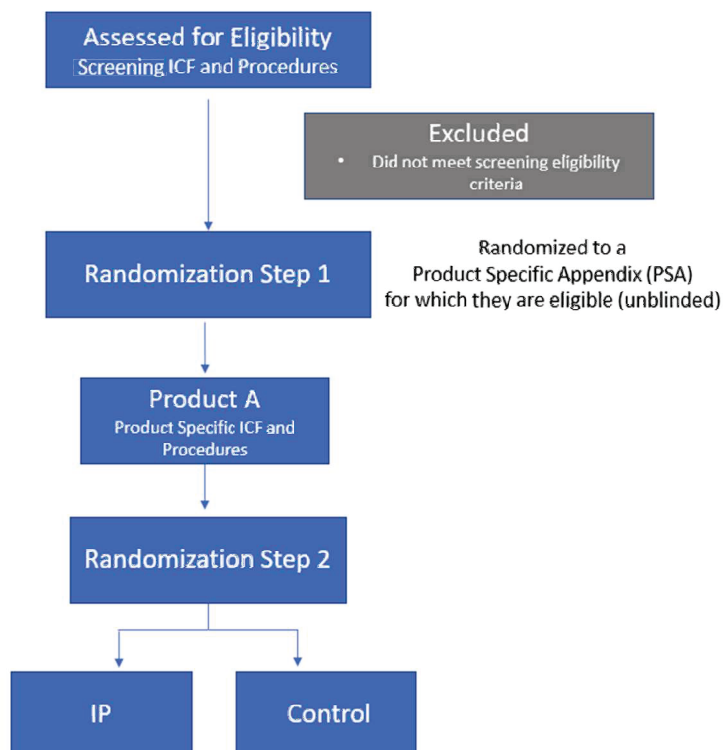 Assessed for Eligibility
Screening ICF and Procedures
Excluded
• Did not meet screening eligibility
criteria
Randomization Step 1
Randomized to a
Product Specific Appendix (PSA)
for which they are eligible (unblinded)
Product A
Product Specific ICF and
Procedures
Randomization Step 2
IP
Control